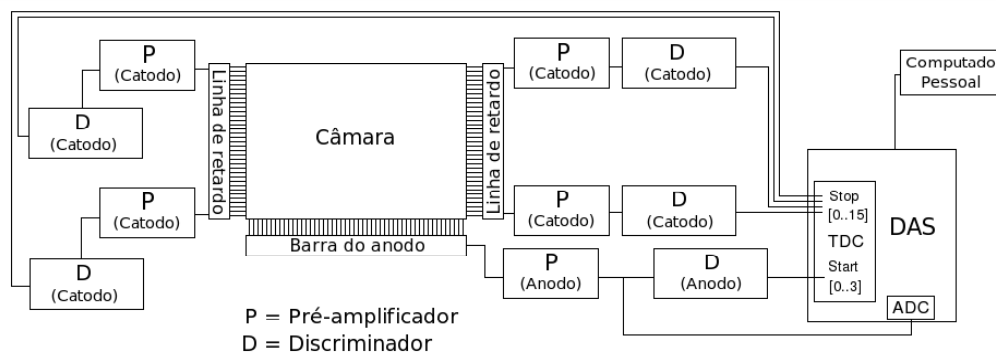 P
(Catodo)
D
(Catodo)
P
(Catodo)
D
(Catodo)
Linha de retardo
Câmara
Barra do anodo
Linha de retardo
P
(Catodo)
D
(Catodo)
P
(Catodo)
D
(Catodo)
P
(Anodo)
D
(Anodo)
Computado
Pessoal
Stop
[0..15]
TDC
Start
[0..3]
DAS
ADC
P = Pré-amplificador
D = Discriminador